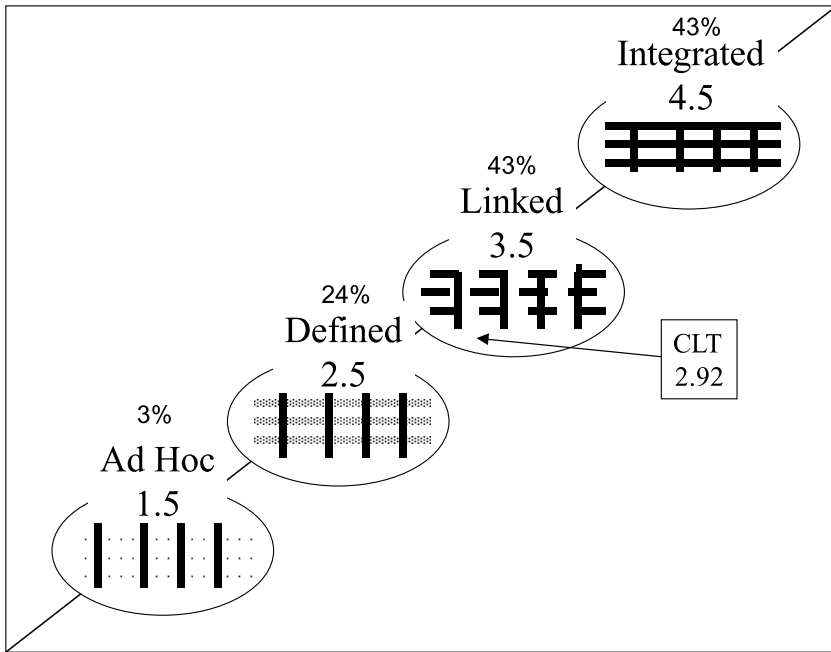 43%
Integrated
4.5
43%
Linked
3.5
24%
Defined
2.5
CLT
2.92
3%
Ad Hoc
1.5